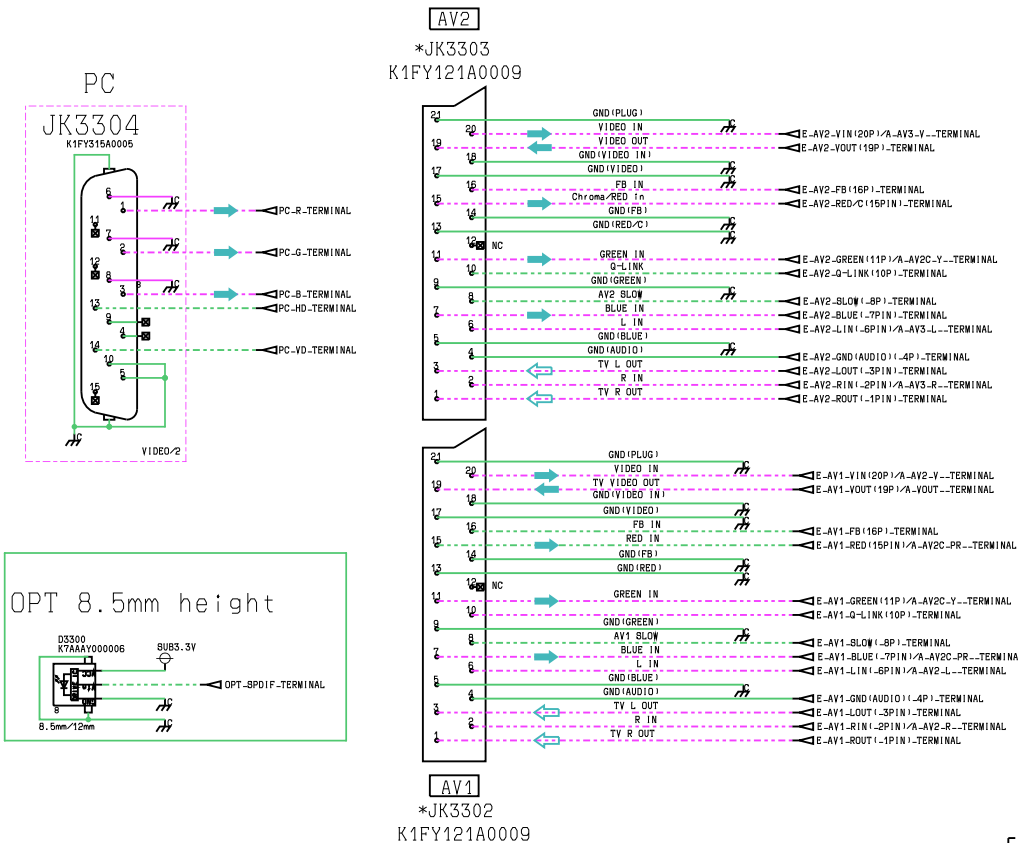 AV2
*JK3303
K1FY121A0009
21
GND(PLUG)
C
20
VIDEO IN
E-AV2-VIN(20P)/A-AV3-V--TERMINAL
19
VIDEO OUT
E-AV2-VOUT(19P)-TERMINAL
18
GND(VIDEO IN)
C
17
GND(VIDEO)
C
16
FB IN
E-AV2-FB(16P)-TERMINAL
15
Chroma/RED in
E-AV2-RED/C(15PIN)-TERMINAL
14
GND(FB)
C
13
GND(RED/C)
C
12
NC
11
GREEN IN
E-AV2-GREEN(11P)/A-AV2C-Y--TERMINAL
10
Q-LINK
E-AV2-Q-LINK(10P)-TERMINAL
9
GND(GREEN)
C
8
AV2 SLOW
E-AV2-SLOW(-8P)-TERMINAL
7
BLUE IN
E-AV2-BLUE(-7PIN)-TERMINAL
6
L IN
E-AV2-LIN(-6PIN)/A-AV3-L--TERMINAL
5
GND(BLUE)
C
4
GND(AUDIO)
E-AV2-GND(AUDIO)(-4P)-TERMINAL
3
TV L OUT
E-AV2-LOUT(-3PIN)-TERMINAL
2
R IN
E-AV2-RIN(-2PIN)/A-AV3-R--TERMINAL
1
TV R OUT
E-AV2-ROUT(-1PIN)-TERMINAL
PC
JK3304
K1FY315A0005
6
C
1
PC-R-TERMINAL
11
7
C
2
PC-G-TERMINAL
12
8
C
8
3
PC-B-TERMINAL
13
PC-HD-TERMINAL
9
4
14
PC-VD-TERMINAL
10
5
15
C
VIDEO/2
21
GND(PLUG)
C
20
VIDEO IN
E-AV1-VIN(20P)/A-AV2-V--TERMINAL
19
TV VIDEO OUT
E-AV1-VOUT(19P)/A-VOUT--TERMINAL
18
GND(VIDEO IN)
C
17
GND(VIDEO)
C
16
FB IN
E-AV1-FB(16P)-TERMINAL
15
RED IN
E-AV1-RED(15PIN)/A-AV2C-PR--TERMINAL
14
GND(FB)
C
13
GND(RED)
C
12
NC
11
GREEN IN
E-AV1-GREEN(11P)/A-AV2C-Y--TERMINAL
10
E-AV1-Q-LINK(10P)-TERMINAL
9
GND(GREEN)
C
8
AV1 SLOW
E-AV1-SLOW(-8P)-TERMINAL
7
BLUE IN
E-AV1-BLUE(-7PIN)/A-AV2C-PR--TERMINA
6
L IN
E-AV1-LIN(-6PIN)/A-AV2-L--TERMINAL
5
GND(BLUE)
C
4
GND(AUDIO)
E-AV1-GND(AUDIO)(-4P)-TERMINAL
3
TV L OUT
E-AV1-LOUT(-3PIN)-TERMINAL
2
R IN
E-AV1-RIN(-2PIN)/A-AV2-R--TERMINAL
1
TV R OUT
E-AV1-ROUT(-1PIN)-TERMINAL
OPT 8.5mm height
D3300
K7AAAY000006
SUB3.3V
OPT-SPDIF-TERMINAL
8
C
8.5mm/12mm
C
AV1
*JK3302
K1FY121A0009